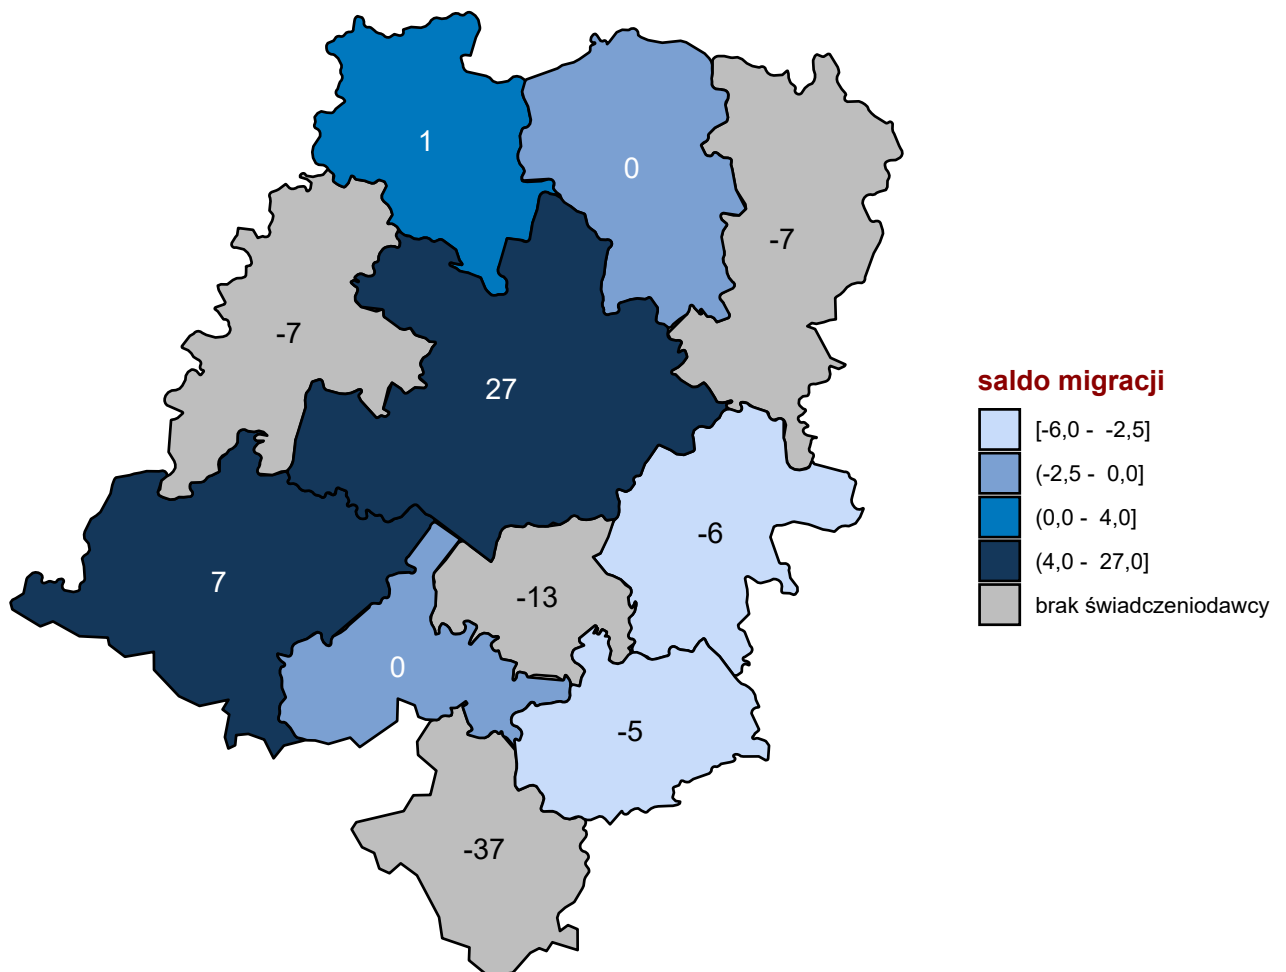 1
0
-7
-7
27
-6
7
-13
0
-5
-37
saldo migracji
[-6,0 - -2,5]
(-2,5 - 0,0]
(0,0 - 4,0]
(4,0 - 27,0]
brak świadczeniodawcy